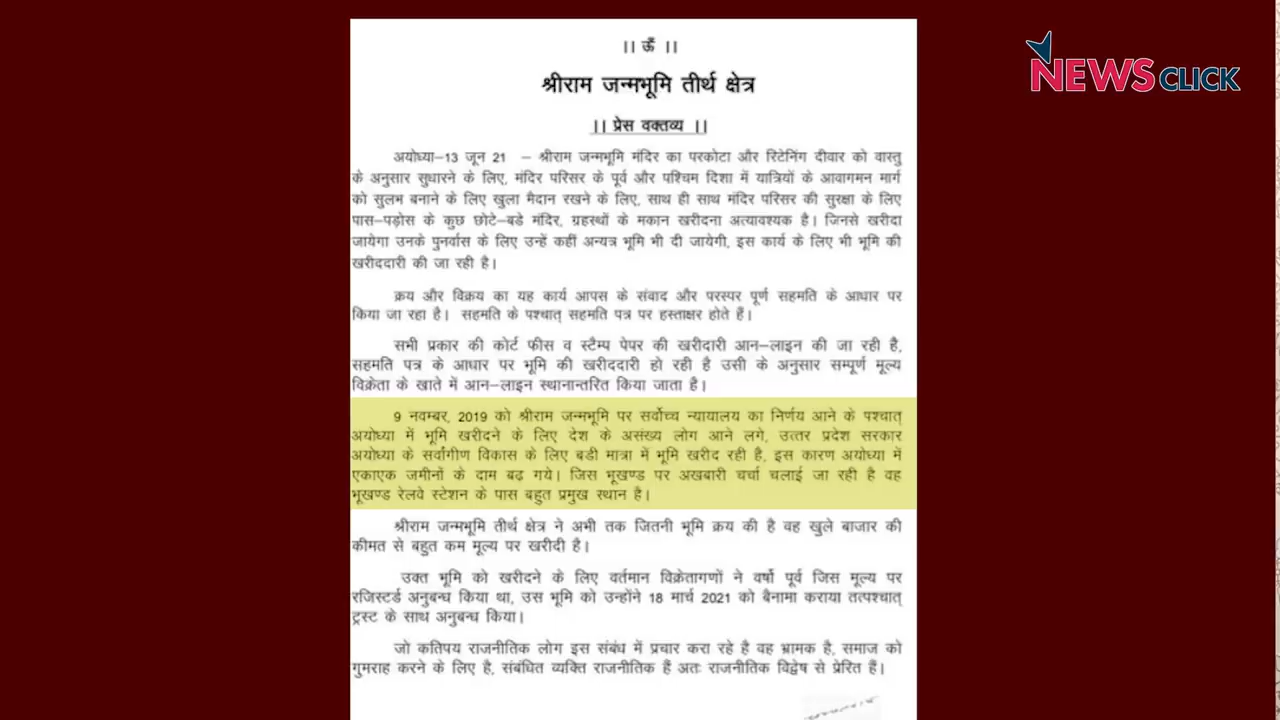 ।। ऊँ ।।
NEWSCLICK
श्रीराम जन्मभूमि तीर्थ क्षेत्र
।। प्रेस वक्तव्य ।।
अयोध्या–13 जून 21 – श्रीराम जन्मभूमि मंदिर का परकोटा और रिटेनिंग दीवार को वास्तु
के अनुसार सुधारने के लिए, मंदिर परिसर के पूर्व और पश्चिम दिशा में यात्रियों के आवागमन मार्ग
को सुलभ बनाने के लिए खुला मैदान रखने के लिए, साथ ही साथ मंदिर परिसर की सुरक्षा के लिए
पास–पड़ोस के कुछ छोटे–बडे मंदिर, ग्रहस्थों के मकान खरीदना अत्यावश्यक है। जिनसे खरीदा
जायेगा उनके पुनर्वास के लिए उन्हें कहीं अन्यत्र भूमि भी दी जायेगी, इस कार्य के लिए भी भूमि की
खरीददारी की जा रही है।
क्रय और विक्रय का यह कार्य आपस के संवाद और परस्पर पूर्ण सहमति के आधार पर
किया जा रहा है। सहमति के पश्चात् सहमति पत्र पर हस्ताक्षर होते हैं।
सभी प्रकार की कोर्ट फीस व स्टैम्प पेपर की खरीदारी आन–लाइन की जा रही है,
सहमति पत्र के आधार पर भूमि की खरीददारी हो रही है उसी के अनुसार सम्पूर्ण मूल्य
विक्रेता के खाते में आन–लाइन स्थानान्तरित किया जाता है।
9 नवम्बर, 2019 को श्रीराम जन्मभूमि पर सर्वोच्च न्यायालय का निर्णय आने के पश्चात्
अयोध्या में भूमि खरीदने के लिए देश के असंख्य लोग आने लगे, उत्तर प्रदेश सरकार
अयोध्या के सर्वांगीण विकास के लिए बडी मात्रा में भूमि खरीद रही है, इस कारण अयोध्या में
एकाएक जमीनों के दाम बढ़ गये। जिस भूखण्ड पर अखबारी चर्चा चलाई जा रही है वह
भूखण्ड रेलवे स्टेशन के पास बहुत प्रमुख स्थान है।
श्रीराम जन्मभूमि तीर्थ क्षेत्र ने अभी तक जितनी भूमि क्रय की है वह खुले बाजार की
कीमत से बहुत कम मूल्य पर खरीदी है।
उक्त भूमि को खरीदने के लिए वर्तमान विक्रेतागणों ने वर्षो पूर्व जिस मूल्य पर
रजिस्टर्ड अनुबन्ध किया था, उस भूमि को उन्होंने 18 मार्च 2021 को बैनामा कराया तत्पश्चात्
ट्रस्ट के साथ अनुबन्ध किया।
जो कतिपय राजनीतिक लोग इस संबंध में प्रचार करा रहे है वह भ्रामक है, समाज को
गुमराह करने के लिए है, संबंधित व्यक्ति राजनीतिक हैं अतः राजनीतिक विद्वेष से प्रेरित हैं।